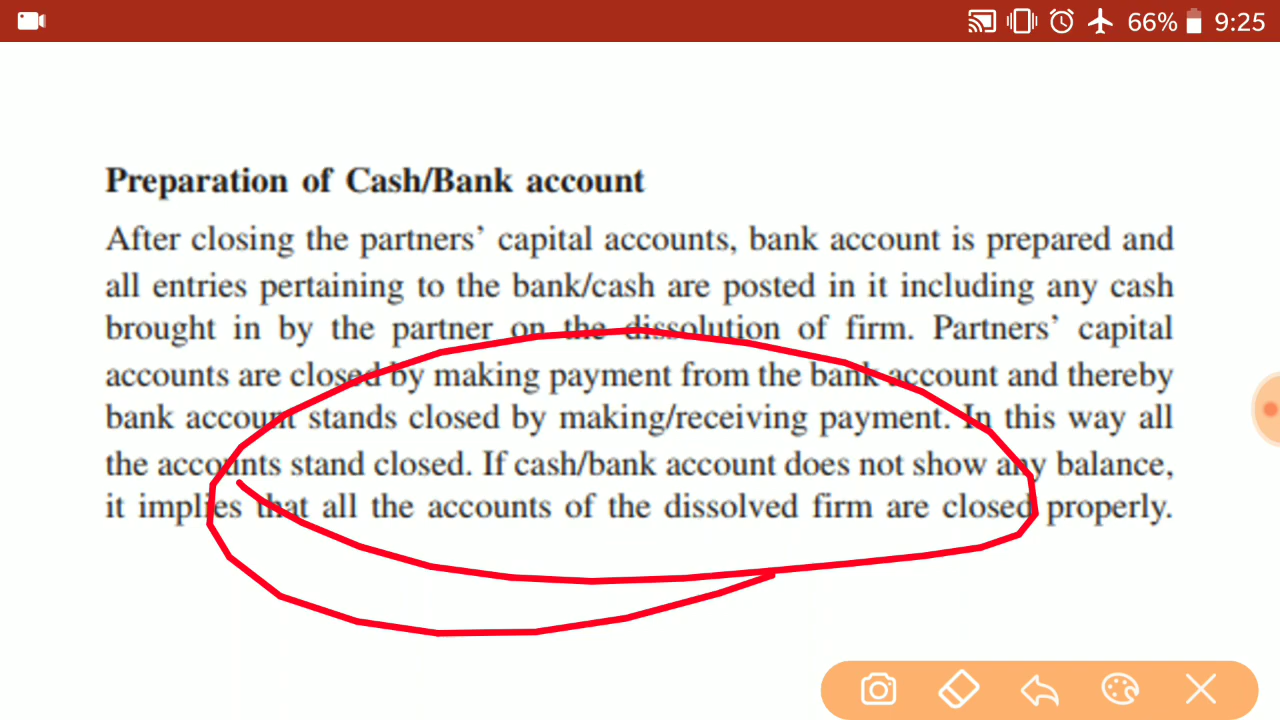 66% 9:25
Preparation of Cash/Bank account
After closing the partners’ capital accounts, bank account is prepared and
all entries pertaining to the bank/cash are posted in it including any cash
brought in by the partner on the dissolution of firm. Partners’ capital
accounts are closed by making payment from the bank account and thereby
bank account stands closed by making/receiving payment. In this way all
the accounts stand closed. If cash/bank account does not show any balance,
it implies that all the accounts of the dissolved firm are closed properly.